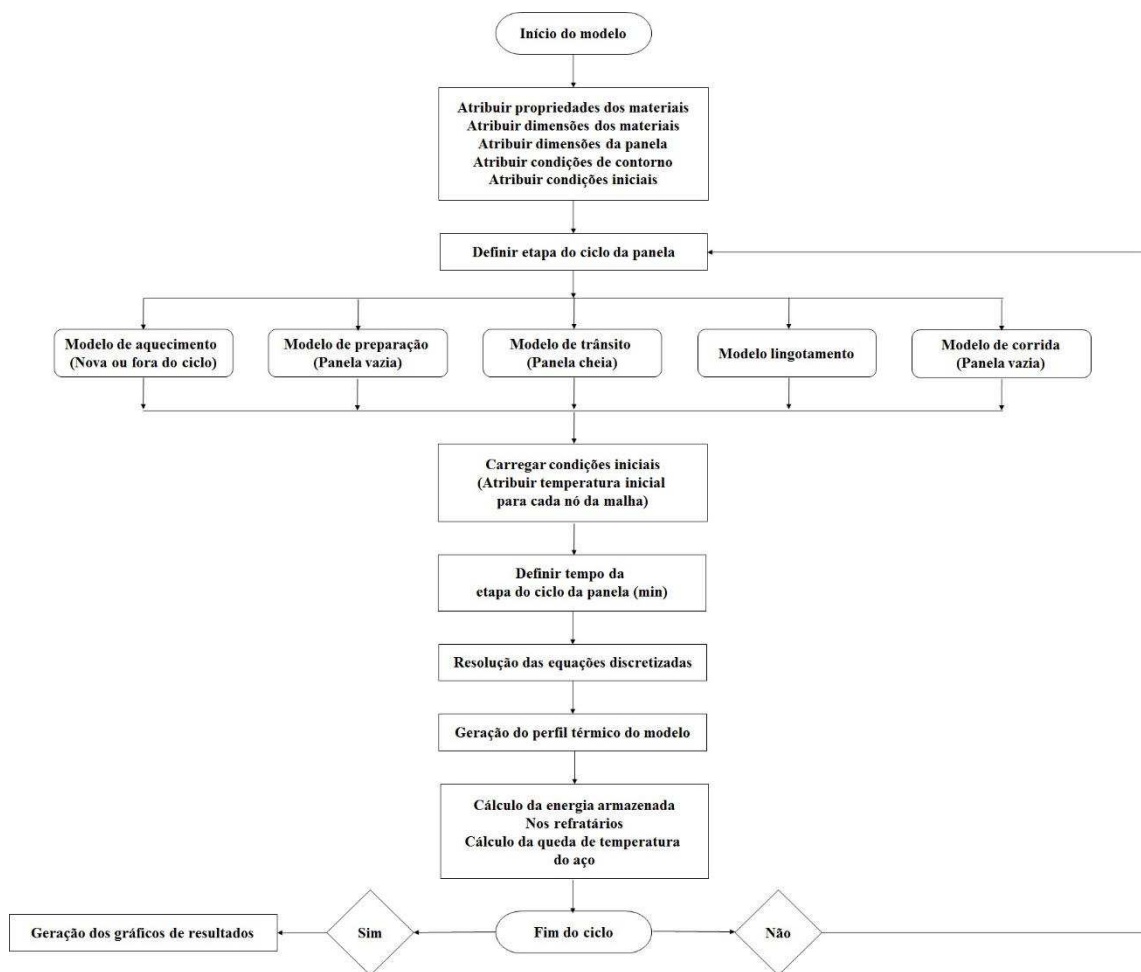 Início do modelo
Atribuir propriedades dos materiais
Atribuir dimensões dos materiais
Atribuir dimensões da panela
Atribuir condições de contorno
Atribuir condições iniciais
Definir etapa do ciclo da panela
Modelo de aquecimento
(Nova ou fora do ciclo)
Modelo de preparação
(Panela vazia)
Modelo de trânsito
(Panela cheia)
Modelo lingotamento
Modelo de corrida
(Panela vazia)
Carregar condições iniciais
(Atribuir temperatura inicial
para cada nó da malha)
Definir tempo da
etapa do ciclo da panela (min)
Resolução das equações discretizadas
Geração do perfil térmico do modelo
Cálculo da energia armazenada
Nos refratários
Cálculo da queda de temperatura
do aço
Geração dos gráficos de resultados
Sim
Fim do ciclo
Não